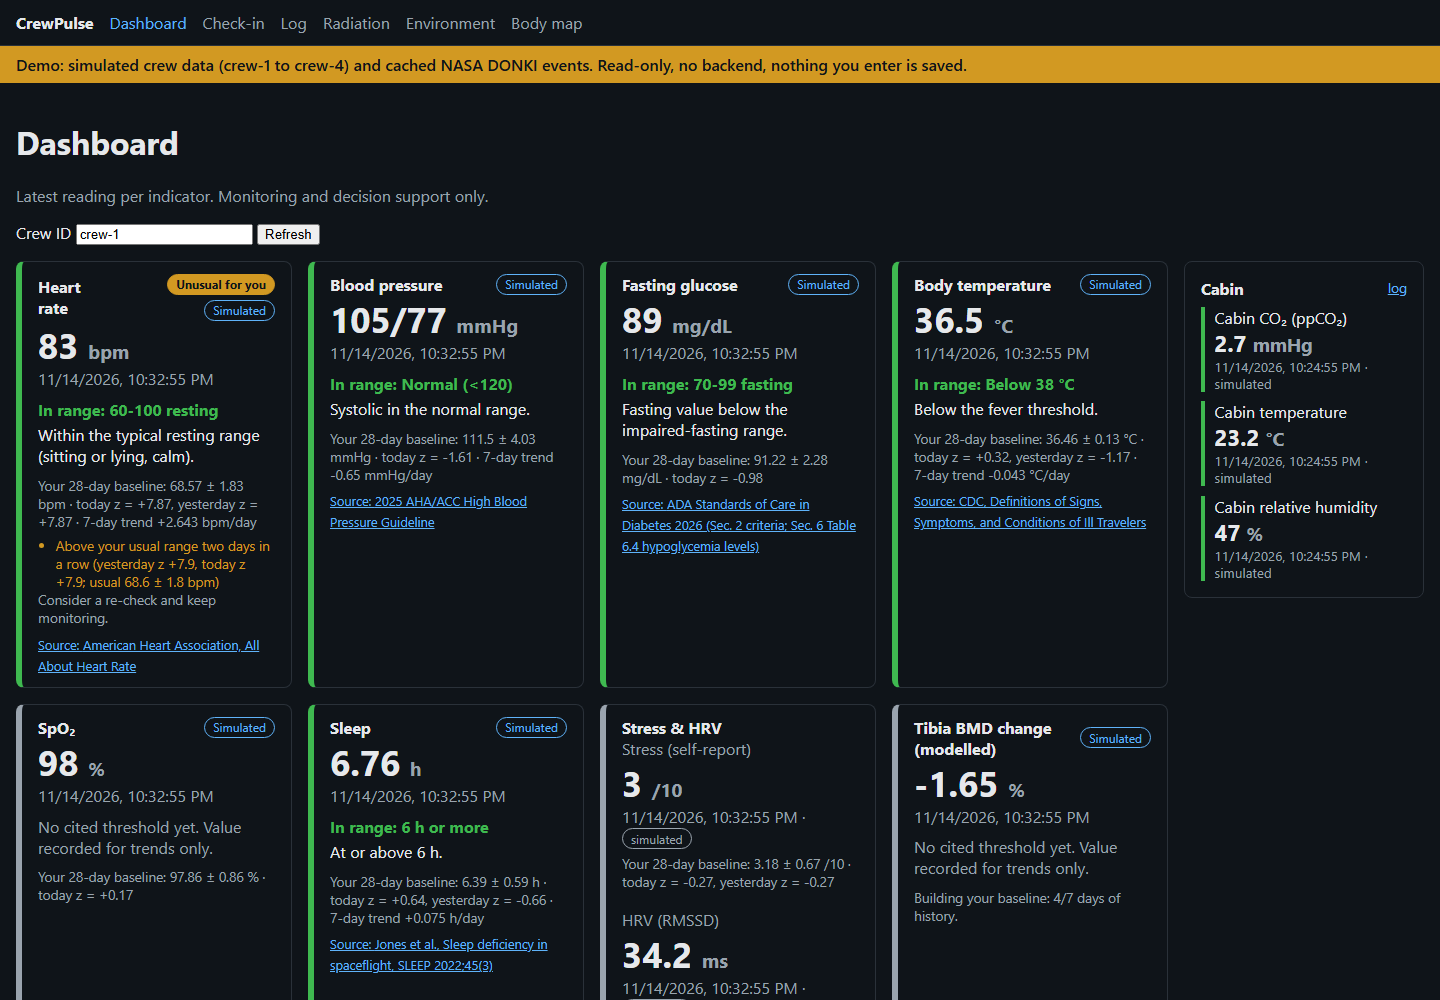 CrewPulse Dashboard Check-in Log Radiation Environment Body map
Demo: simulated crew data (crew-1 to crew-4) and cached NASA DONKI events. Read-only, no backend, nothing you enter is saved.
Dashboard
Latest reading per indicator. Monitoring and decision support only.
Crew ID crew-1 Refresh
Heart
rate
Unusual for you
Simulated
83 bpm
11/14/2026, 10:32:55 PM
In range: 60-100 resting
Within the typical resting range
(sitting or lying, calm).
Your 28-day baseline: 68.57 ± 1.83
bpm · today z = +7.87, yesterday z =
+7.87 · 7-day trend +2.643 bpm/day
• Above your usual range two days in
a row (yesterday z +7.9, today z
+7.9; usual 68.6 ± 1.8 bpm)
Consider a re-check and keep
monitoring.
Source: American Heart Association, All
About Heart Rate
Blood pressure Simulated
105/77 mmHg
11/14/2026, 10:32:55 PM
In range: Normal (<120)
Systolic in the normal range.
Your 28-day baseline: 111.5 ± 4.03
mmHg · today z = -1.61 · 7-day trend
-0.65 mmHg/day
Source: 2025 AHA/ACC High Blood
Pressure Guideline
Fasting glucose Simulated
89 mg/dL
11/14/2026, 10:32:55 PM
In range: 70-99 fasting
Fasting value below the
impaired-fasting range.
Your 28-day baseline: 91.22 ± 2.28
mg/dL · today z = -0.98
Source: ADA Standards of Care in
Diabetes 2026 (Sec. 2 criteria; Sec. 6 Table
6.4 hypoglycemia levels)
Body temperature Simulated
36.5 °C
11/14/2026, 10:32:55 PM
In range: Below 38 °C
Below the fever threshold.
Your 28-day baseline: 36.46 ± 0.13 °C ·
today z = +0.32, yesterday z = -1.17 ·
7-day trend -0.043 °C/day
Source: CDC, Definitions of Signs,
Symptoms, and Conditions of Ill Travelers
Cabin log
Cabin CO₂ (ppCO₂)
2.7 mmHg
11/14/2026, 10:24:55 PM ·
simulated
Cabin temperature
23.2 °C
11/14/2026, 10:24:55 PM ·
simulated
Cabin relative humidity
47 %
11/14/2026, 10:24:55 PM ·
simulated
SpO₂ Simulated
98 %
11/14/2026, 10:32:55 PM
No cited threshold yet. Value
recorded for trends only.
Your 28-day baseline: 97.86 ± 0.86 % ·
today z = +0.17
Sleep Simulated
6.76 h
11/14/2026, 10:32:55 PM
In range: 6 h or more
At or above 6 h.
Your 28-day baseline: 6.39 ± 0.59 h ·
today z = +0.64, yesterday z = -0.66 ·
7-day trend +0.075 h/day
Source: Jones et al., Sleep deficiency in
spaceflight, SLEEP 2022;45(3)
Stress & HRV
Stress (self-report)
3 /10
11/14/2026, 10:32:55 PM ·
simulated
Your 28-day baseline: 3.18 ± 0.67 /10 ·
today z = -0.27, yesterday z = -0.27
HRV (RMSSD)
34.2 ms
11/14/2026, 10:32:55 PM ·
Tibia BMD change
(modelled)
Simulated
-1.65 %
11/14/2026, 10:32:55 PM
No cited threshold yet. Value
recorded for trends only.
Building your baseline: 4/7 days of
history.